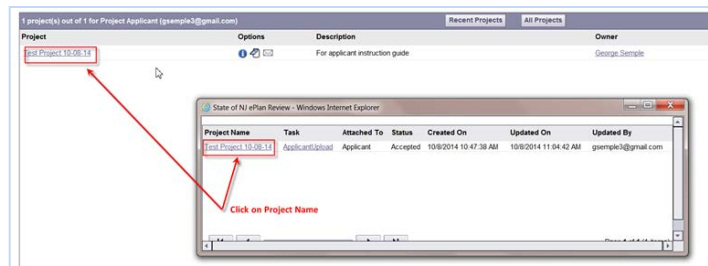 1 project(s) out of 1 for Project Applicant (gsemple3@gmail.com) Recent Projects All Projects
Project Options Description Owner
Test Project 10-08-14 For applicant instruction guide George Semple
State of NJ ePlan Review - Windows Internet Explorer
Project Name Task Attached To Status Created On Updated On Updated By
Test Project 10-08-14 ApplicantUpload Applicant Accepted 10/8/2014 10:47:38 AM 10/8/2014 11:04:42 AM gsemple3@gmail.com
Click on Project Name